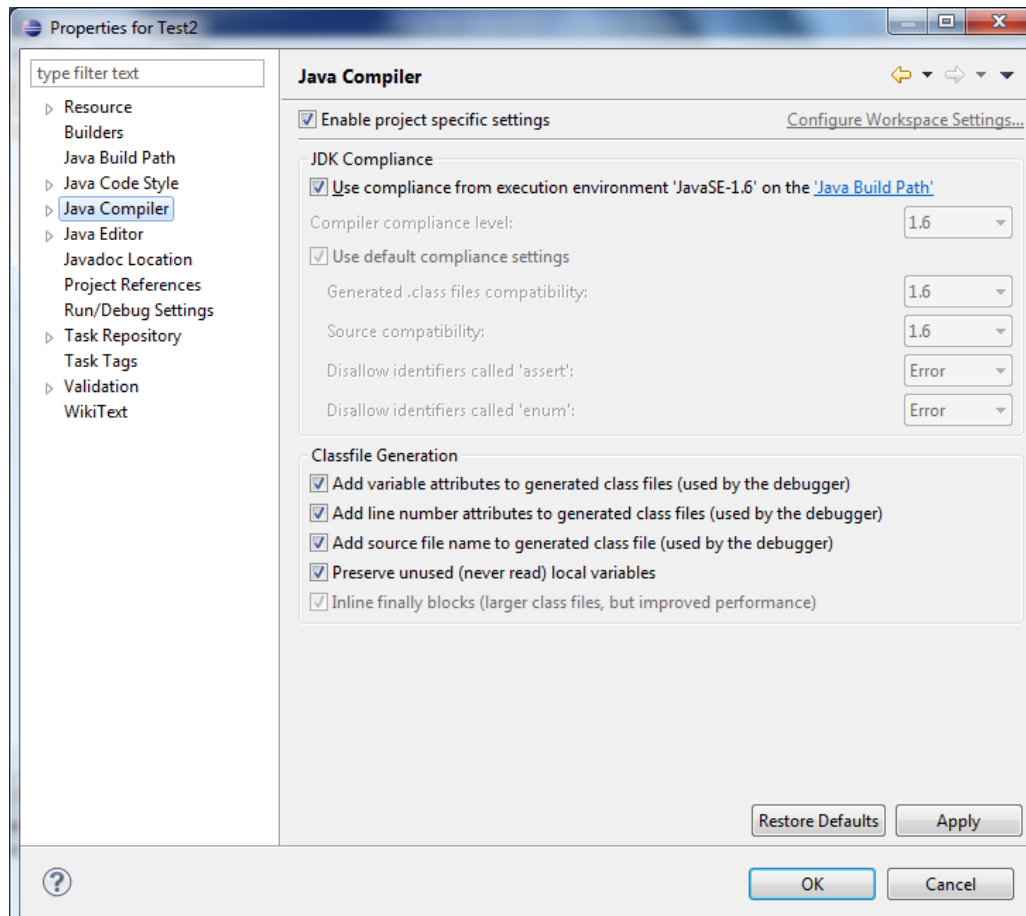 Properties for Test2
type filter text
Resource
Builders
Java Build Path
Java Code Style
Java Compiler
Java Editor
Javadoc Location
Project References
Run/Debug Settings
Task Repository
Task Tags
Validation
WikiText
Java Compiler
Enable project specific settings Configure Workspace Settings...
JDK Compliance
Use compliance from execution environment 'JavaSE-1.6' on the 'Java Build Path'
Compiler compliance level: 1.6
Use default compliance settings
Generated .class files compatibility: 1.6
Source compatibility: 1.6
Disallow identifiers called 'assert': Error
Disallow identifiers called 'enum': Error
Classfile Generation
Add variable attributes to generated class files (used by the debugger)
Add line number attributes to generated class files (used by the debugger)
Add source file name to generated class file (used by the debugger)
Preserve unused (never read) local variables
Inline finally blocks (larger class files, but improved performance)
Restore Defaults Apply
? OK Cancel